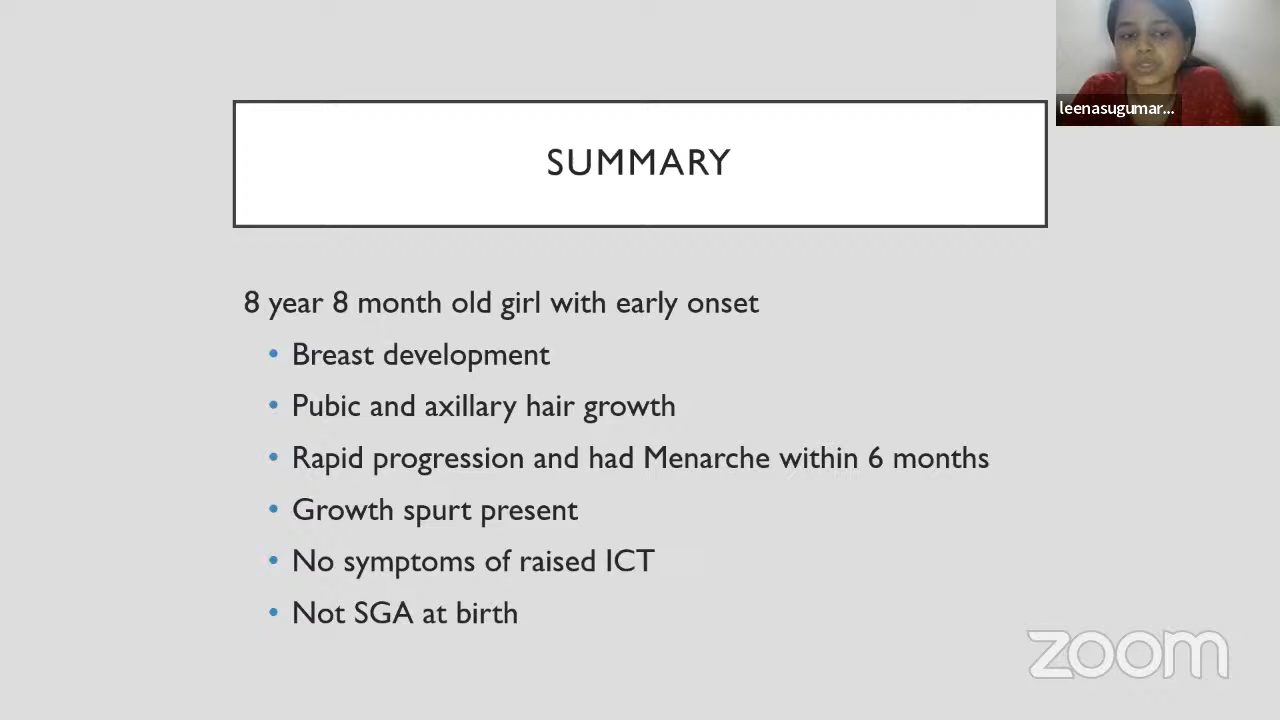 leenasugumar...
SUMMARY
8 year 8 month old girl with early onset
• Breast development
• Pubic and axillary hair growth
• Rapid progression and had Menarche within 6 months
• Growth spurt present
• No symptoms of raised ICT
• Not SGA at birth
zoom